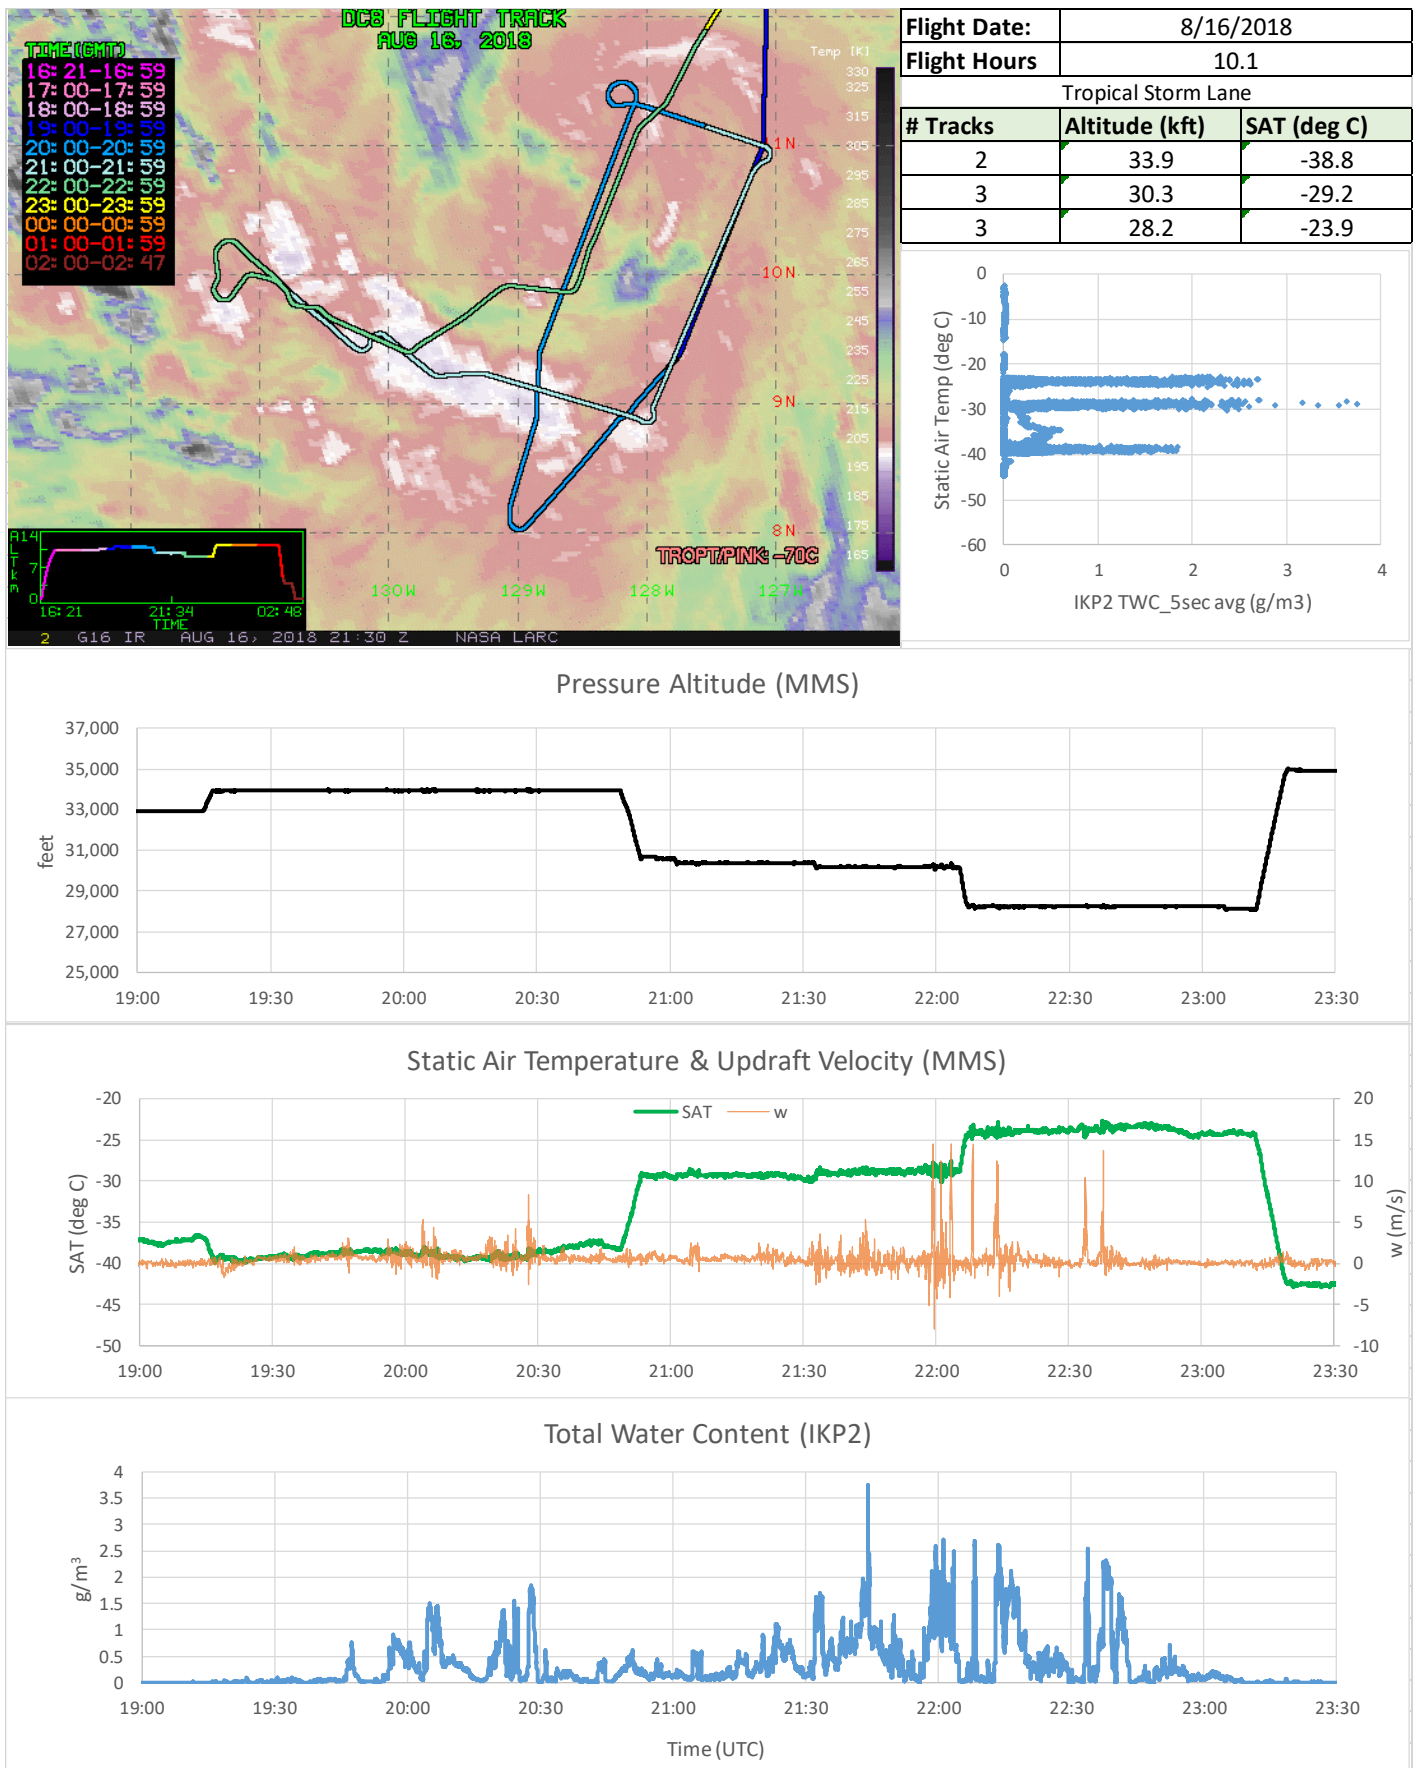 DC8 FLIGHT TRACK
AUG 16, 2018
TIME(GMT)
16:21-16:59
17:00-17:59
18:00-18:59
19:00-19:59
20:00-20:59
21:00-21:59
22:00-22:59
23:00-23:59
00:00-00:59
01:00-01:59
02:00-02:47
Temp [K]
330
325
315
305
295
285
275
265
255
245
235
225
215
205
195
185
175
165
1N
10N
9N
8N
130W
129W
128W
127W
TROPT/PINK:-70C
ALT km
14
7
0
16:21 21:34 02:48
TIME
2 G16 IR AUG 16, 2018 21:30 Z NASA LARC
Flight Date: 8/16/2018
Flight Hours 10.1
Tropical Storm Lane
# Tracks Altitude (kft) SAT (deg C)
2 33.9 -38.8
3 30.3 -29.2
3 28.2 -23.9
Static Air Temp (deg C)
0
-10
-20
-30
-40
-50
-60
0 1 2 3 4
IKP2 TWC_5sec avg (g/m3)
Pressure Altitude (MMS)
feet
37,000
35,000
33,000
31,000
29,000
27,000
25,000
19:00 19:30 20:00 20:30 21:00 21:30 22:00 22:30 23:00 23:30
Static Air Temperature & Updraft Velocity (MMS)
SAT w
SAT (deg C)
-20
-25
-30
-35
-40
-45
-50
20
15
10
5
0
-5
-10
w (m/s)
19:00 19:30 20:00 20:30 21:00 21:30 22:00 22:30 23:00 23:30
Total Water Content (IKP2)
g/m³
4
3.5
3
2.5
2
1.5
1
0.5
0
19:00 19:30 20:00 20:30 21:00 21:30 22:00 22:30 23:00 23:30
Time (UTC)